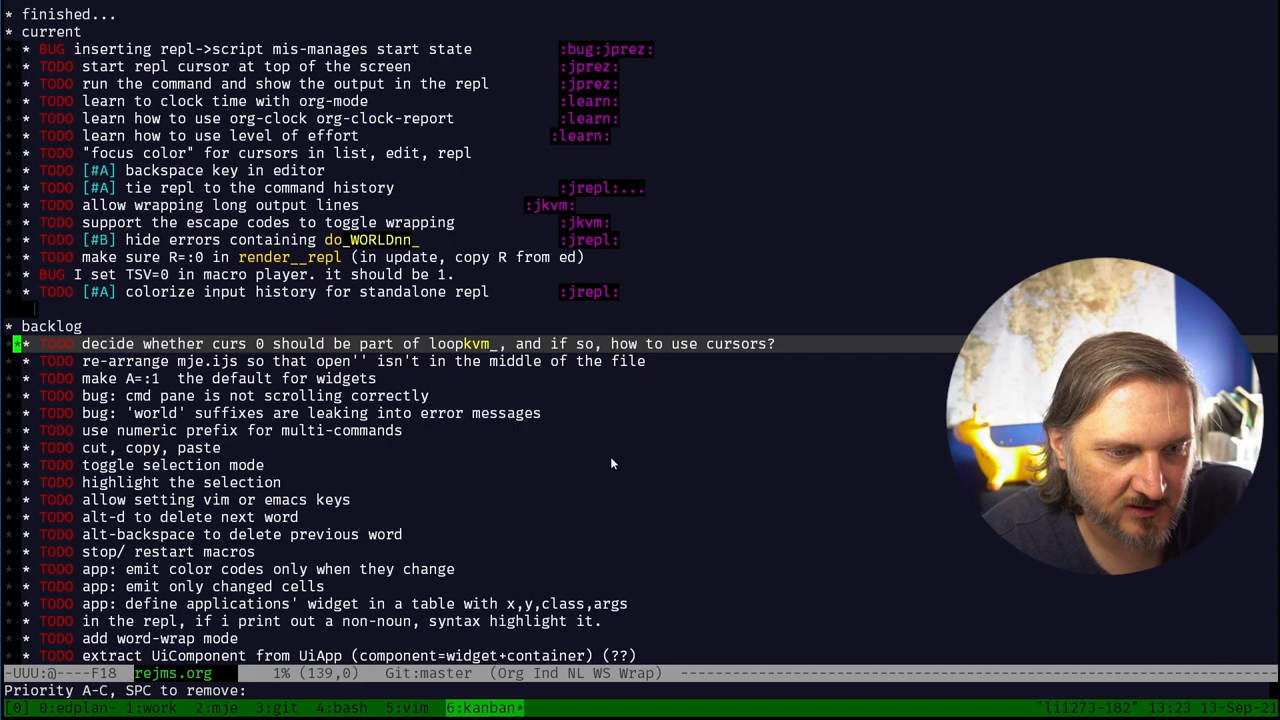 * finished...
* current
* * BUG inserting repl->script mis-manages start state :bug:jprez:
* * TODO start repl cursor at top of the screen :jprez:
* * TODO run the command and show the output in the repl :jprez:
* * TODO learn to clock time with org-mode :learn:
* * TODO learn how to use org-clock org-clock-report :learn:
* * TODO learn how to use level of effort :learn:
* * TODO "focus color" for cursors in list, edit, repl
* * TODO [#A] backspace key in editor
* * TODO [#A] tie repl to the command history :jrepl:...
* * TODO allow wrapping long output lines :jkvm:
* * TODO support the escape codes to toggle wrapping :jkvm:
* * TODO [#B] hide errors containing do_WORLDnn_ :jrepl:
* * TODO make sure R=:0 in render__repl (in update, copy R from ed)
* * BUG I set TSV=0 in macro player. it should be 1.
* * TODO [#A] colorize input history for standalone repl :jrepl:
* backlog
* * TODO decide whether curs 0 should be part of loopkvm_, and if so, how to use cursors?
* * TODO re-arrange mje.ijs so that open'' isn't in the middle of the file
* * TODO make A=:1  the default for widgets
* * TODO bug: cmd pane is not scrolling correctly
* * TODO bug: 'world' suffixes are leaking into error messages
* * TODO use numeric prefix for multi-commands
* * TODO cut, copy, paste
* * TODO toggle selection mode
* * TODO highlight the selection
* * TODO allow setting vim or emacs keys
* * TODO alt-d to delete next word
* * TODO alt-backspace to delete previous word
* * TODO stop/ restart macros
* * TODO app: emit color codes only when they change
* * TODO app: emit only changed cells
* * TODO app: define applications' widget in a table with x,y,class,args
* * TODO in the repl, if i print out a non-noun, syntax highlight it.
* * TODO add word-wrap mode
* * TODO extract UiComponent from UiApp (component=widget+container) (??)
-UUU:@----F18 rejms.org 1% (139,0) Git:master (Org Ind NL WS Wrap) ----------------------------------------------------------------------
Priority A-C, SPC to remove:
[0] 0:edplan- 1:work 2:mje 3:git 4:bash 5:vim 6:kanban* "li1273-182" 13:23 13-Sep-21